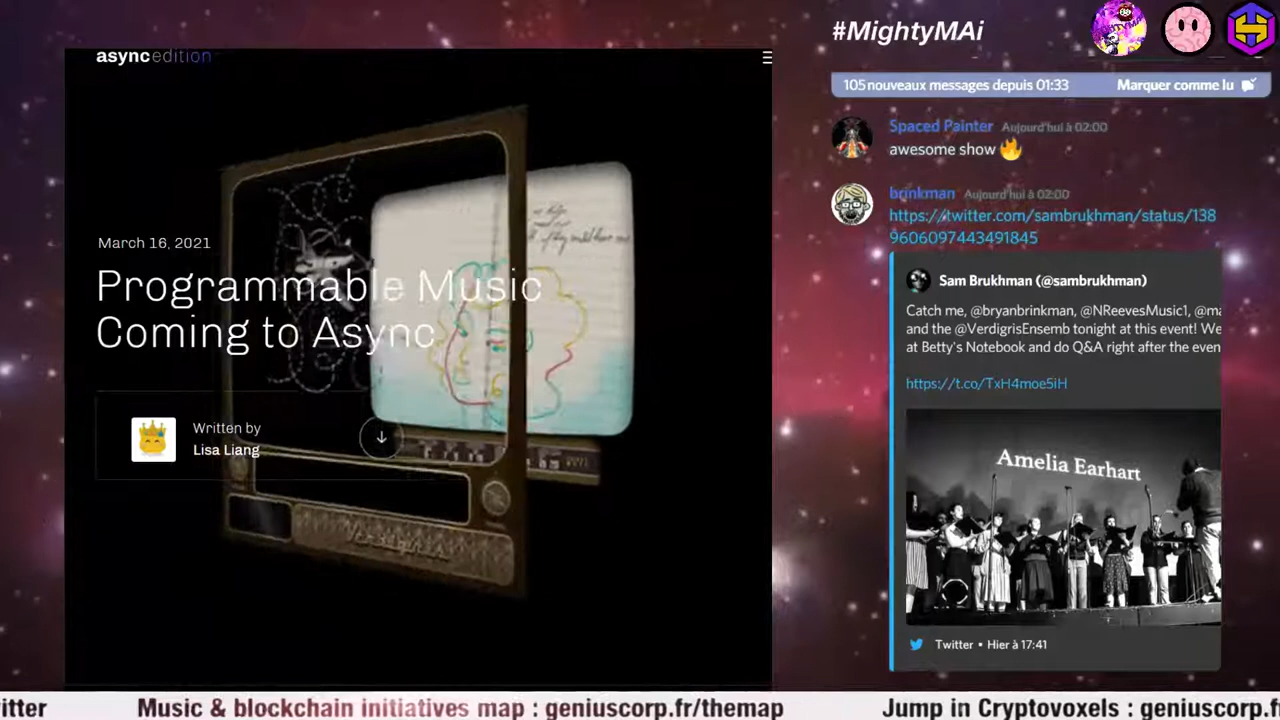 asyncedition
March 16, 2021
Programmable Music
Coming to Async
Written by
Lisa Liang
#MightyMAi
105 nouveaux messages depuis 01:33 Marquer comme lu
Spaced Painter Aujourd'hui à 02:00
awesome show
brinkman Aujourd'hui à 02:00
https://twitter.com/sambrukhman/status/138
9606097443491845
Sam Brukhman (@sambrukhman)
Catch me, @bryanbrinkman, @NReevesMusic1, @ma
and the @VerdigrisEnsemb tonight at this event! We
at Betty's Notebook and do Q&A right after the even
https://t.co/TxH4moe5iH
Amelia Earhart
Twitter • Hier à 17:41
itter Music & blockchain initiatives map : geniuscorp.fr/themap Jump in Cryptovoxels : geniuscorp.f